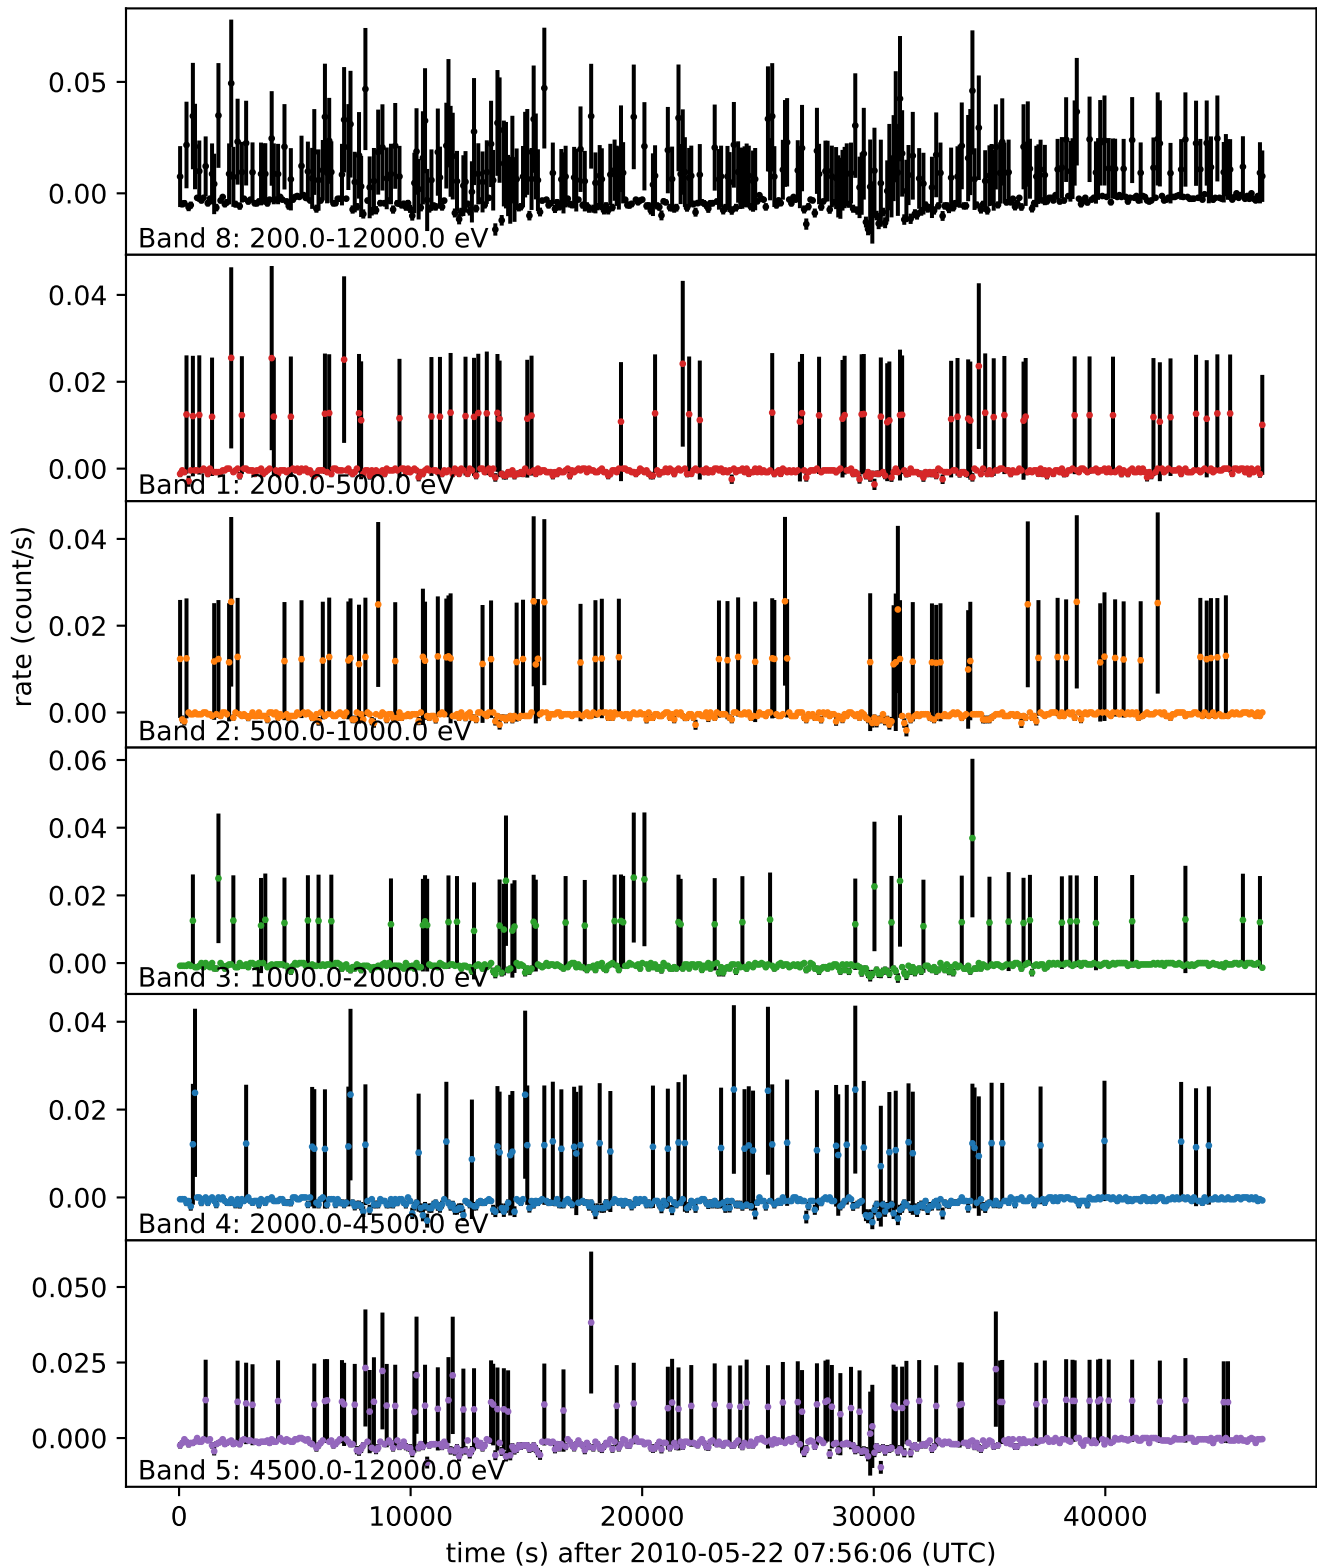 0.05
0.00
Band 8: 200.0-12000.0 eV
0.04
0.02
0.00
Band 1: 200.0-500.0 eV
0.04
0.02
0.00
Band 2: 500.0-1000.0 eV
rate (count/s)
0.06
0.04
0.02
0.00
Band 3: 1000.0-2000.0 eV
0.04
0.02
0.00
Band 4: 2000.0-4500.0 eV
0.050
0.025
0.000
Band 5: 4500.0-12000.0 eV
0 10000 20000 30000 40000
time (s) after 2010-05-22 07:56:06 (UTC)